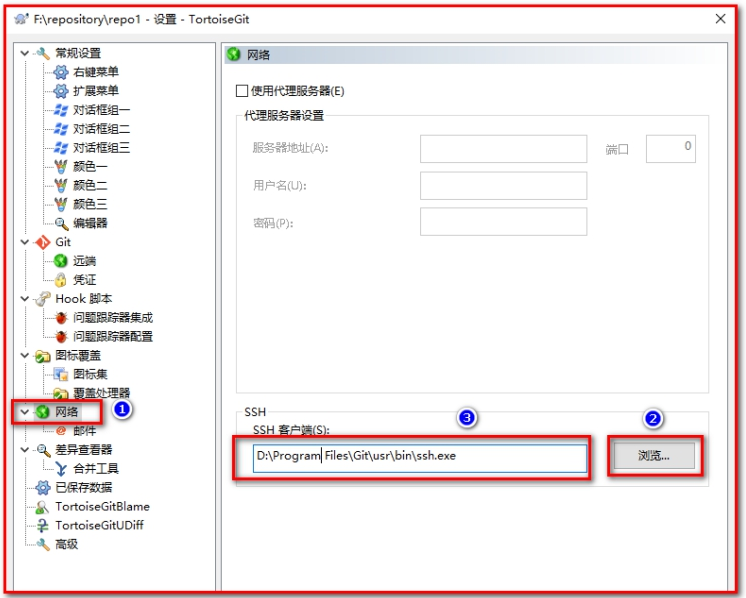 F:\repository\repo1 - 设置 - TortoiseGit
常规设置
右键菜单
扩展菜单
对话框组一
对话框组二
对话框组三
颜色一
颜色二
颜色三
编辑器
Git
远端
凭证
Hook 脚本
问题跟踪器集成
问题跟踪器配置
图标覆盖
图标集
覆盖处理器
网络
1
邮件
差异查看器
合并工具
已保存数据
TortoiseGitBlame
TortoiseGitUDiff
高级
网络
使用代理服务器(E)
代理服务器设置
服务器地址(A):
端口
0
用户名(U):
密码(P):
SSH
3
2
SSH 客户端(S):
D:\Program Files\Git\usr\bin\ssh.exe
浏览...